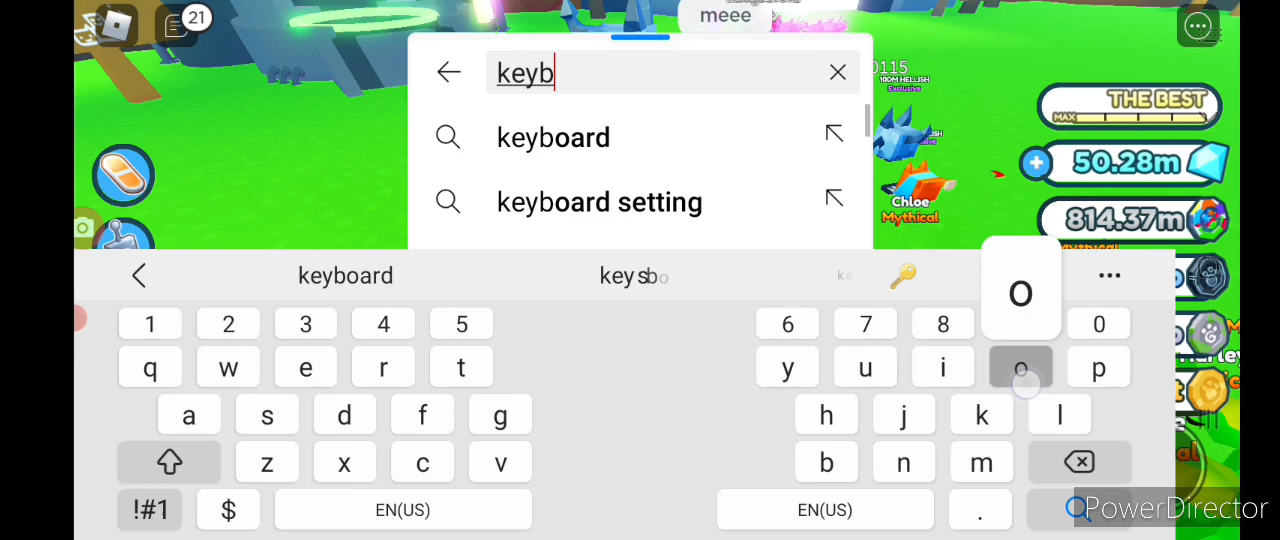 21
meee
keyb
0115
100M HELLISH
Exclusive
THE BEST
MAX
keyboard
50.28m
keyboard setting
Chloe
Mythical
814.37m
Mythical
keyboard
o
1 2 3 4 5 6 7 8 0
q w e r t y u i o p
a s d f g h j k l
z x c v b n m
!#1 $ EN(US) EN(US) .
PowerDirector